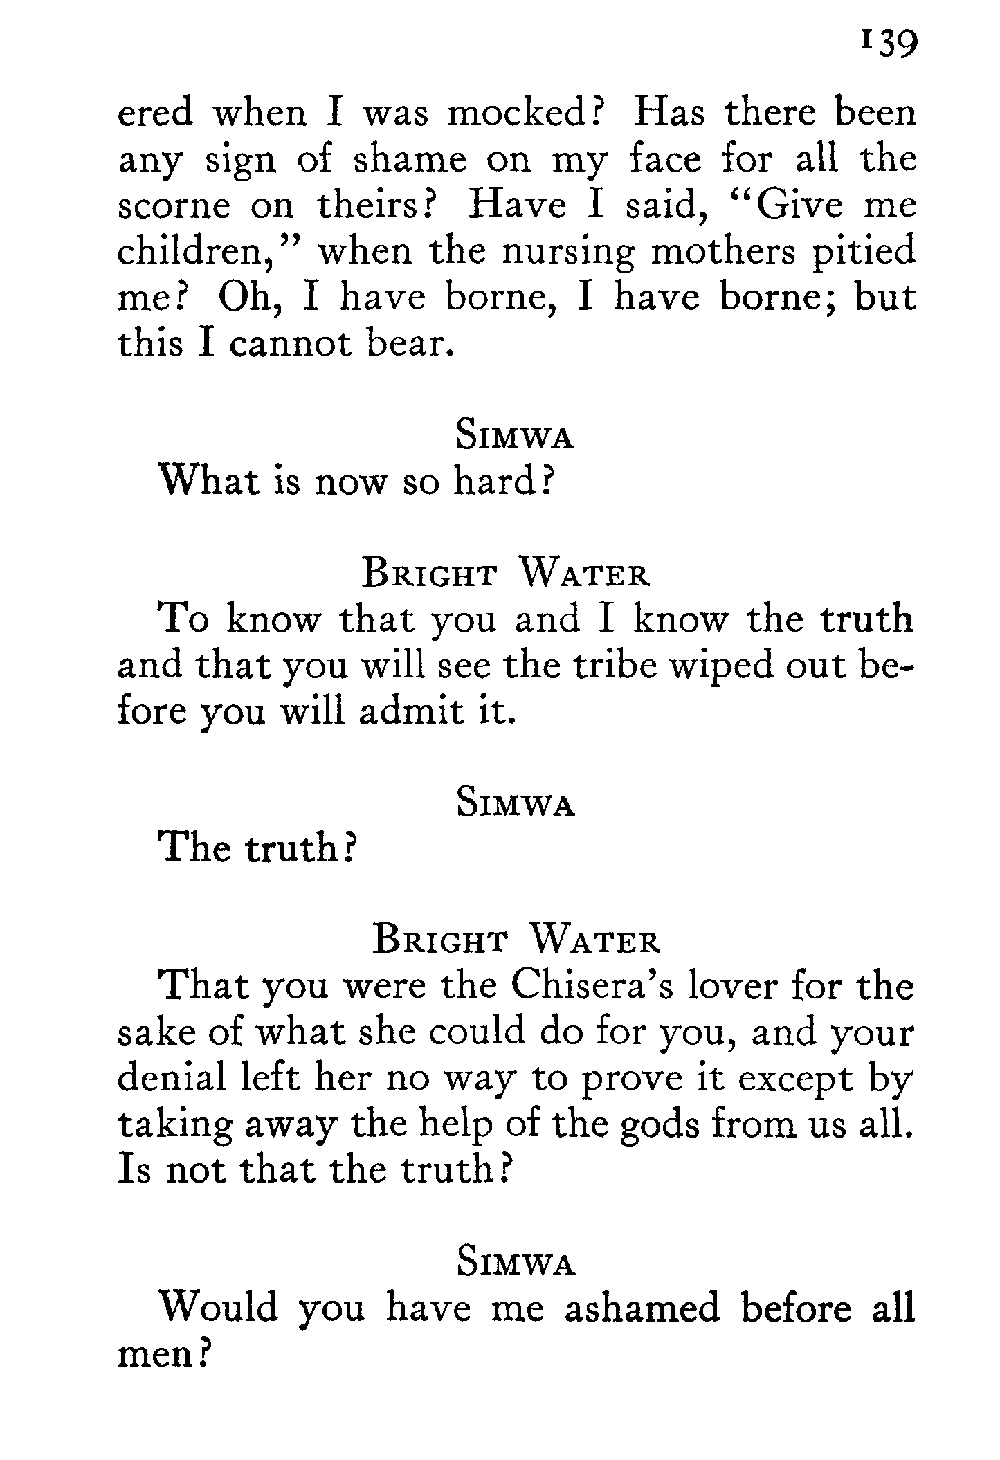 139
ered when I was mocked? Has there been
any sign of shame on my face for all the
scorne on theirs? Have I said, “Give me
children,” when the nursing mothers pitied
me? Oh, I have borne, I have borne; but
this I cannot bear.
SIMWA
What is now so hard?
BRIGHT WATER
To know that you and I know the truth
and that you will see the tribe wiped out be-
fore you will admit it.
SIMWA
The truth?
BRIGHT WATER
That you were the Chisera’s lover for the
sake of what she could do for you, and your
denial left her no way to prove it except by
taking away the help of the gods from us all.
Is not that the truth?
SIMWA
Would you have me ashamed before all
men?